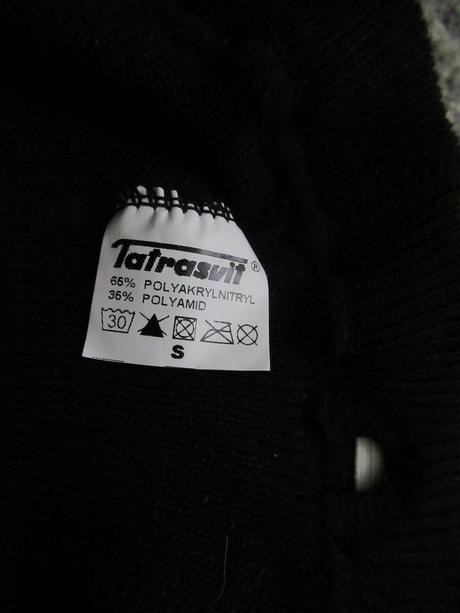 Tatrasvit®
65% POLYAKRYLNITRYL
35% POLYAMID
30
S